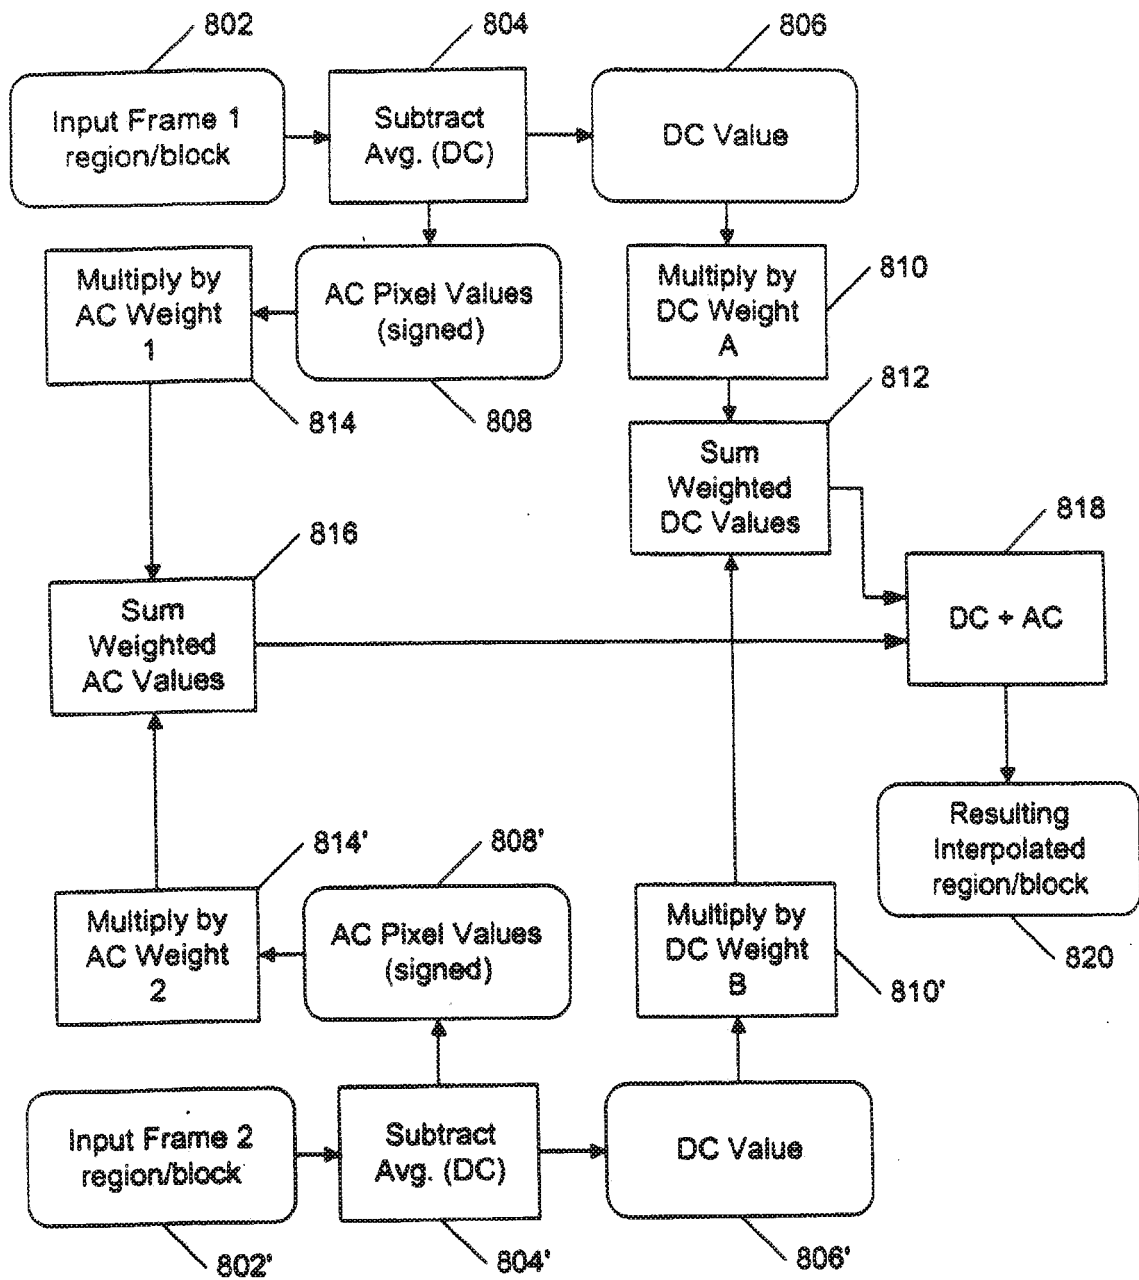 802
804
806
Input Frame 1
region/block
Subtract
Avg. (DC)
DC Value
Multiply by
AC Weight
1
AC Pixel Values
(signed)
Multiply by
DC Weight
A
810
812
814
808
Sum
Weighted
DC Values
816
818
Sum
Weighted
AC Values
DC + AC
Resulting
Interpolated
region/block
820
814'
808'
Multiply by
AC Weight
2
AC Pixel Values
(signed)
Multiply by
DC Weight
B
810'
Input Frame 2
region/block
Subtract
Avg. (DC)
DC Value
802'
804'
806'